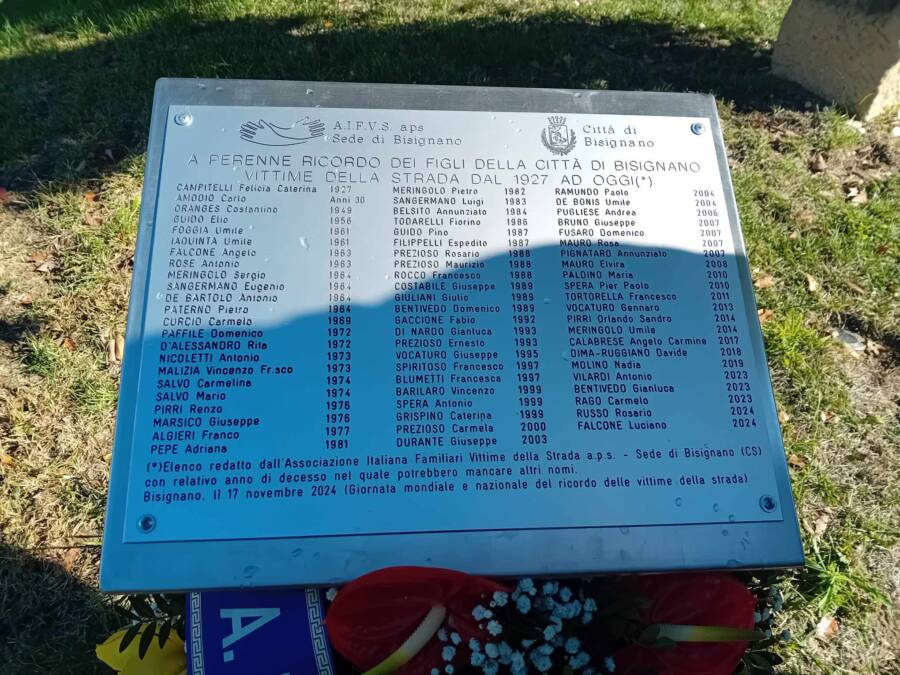 A.I.F.V.S. aps
Sede di Bisignano
Città di
Bisignano
A PERENNE RICORDO DEI FIGLI DELLA CITTÀ DI BISIGNANO
VITTIME DELLA STRADA DAL 1927 AD OGGI(*)
CAMPITELLI Felicia Caterina 1927
AMODIO Carlo Anni 30
ORANGES Costantino 1949
GUIDO Elio 1956
FOGGIA Umile 1961
IAQUINTA Umile 1961
FALCONE Angelo 1963
ROSE Antonio 1963
MERINGOLO Sergio 1964
SANGERMANO Eugenio 1964
DE BARTOLO Antonio 1964
PATERNO Pietro 1964
CURCIO Carmelo 1969
PAFFILE Domenico 1972
D'ALESSANDRO Rita 1972
NICOLETTI Antonio 1973
MALIZIA Vincenzo Fr.sco 1973
SALVO Carmelina 1974
SALVO Mario 1974
PIRRI Renzo 1976
MARSICO Giuseppe 1976
ALGIERI Franco 1977
PEPE Adriana 1981
MERINGOLO Pietro 1982
SANGERMANO Luigi 1983
BELSITO Annunziato 1984
TODARELLI Fiorino 1986
GUIDO Pino 1987
FILIPPELLI Espedito 1987
PREZIOSO Rosario 1988
PREZIOSO Maurizio 1988
ROCCO Francesco 1988
COSTABILE Giuseppe 1989
GIULIANI Giulio 1989
BENTIVEDO Domenico 1989
GACCIONE Fabio 1992
DI NARDO Gianluca 1993
PREZIOSO Ernesto 1993
VOCATURO Giuseppe 1995
SPIRITOSO Francesco 1997
BLUMETTI Francesca 1997
BARILARO Vincenzo 1999
SPERA Antonio 1999
GRISPINO Caterina 1999
PREZIOSO Carmela 2000
DURANTE Giuseppe 2003
RAMUNDO Paolo 2004
DE BONIS Umile 2004
PUGLIESE Andrea 2006
BRUNO Giuseppe 2007
FUSARO Domenico 2007
MAURO Rosa 2007
PIGNATARO Annunziato 2007
MAURO Elvira 2008
PALDINO Maria 2010
SPERA Pier Paolo 2010
TORTORELLA Francesco 2011
VOCATURO Gennaro 2013
PIRRI Orlando Sandro 2014
MERINGOLO Umile 2014
CALABRESE Angelo Carmine 2017
DIMA-RUGGIANO Davide 2018
MOLINO Nadia 2019
VILARDI Antonio 2023
BENTIVEDO Gianluca 2023
RAGO Carmelo 2023
RUSSO Rosario 2024
FALCONE Luciano 2024
(*)Elenco redatto dall'Associazione Italiana Familiari Vittime della Strada a.p.s. - Sede di Bisignano (CS)
con relativo anno di decesso nel quale potrebbero mancare altri nomi.
Bisignano, lì 17 novembre 2024 (Giornata mondiale e nazionale del ricordo delle vittime della strada)
A.